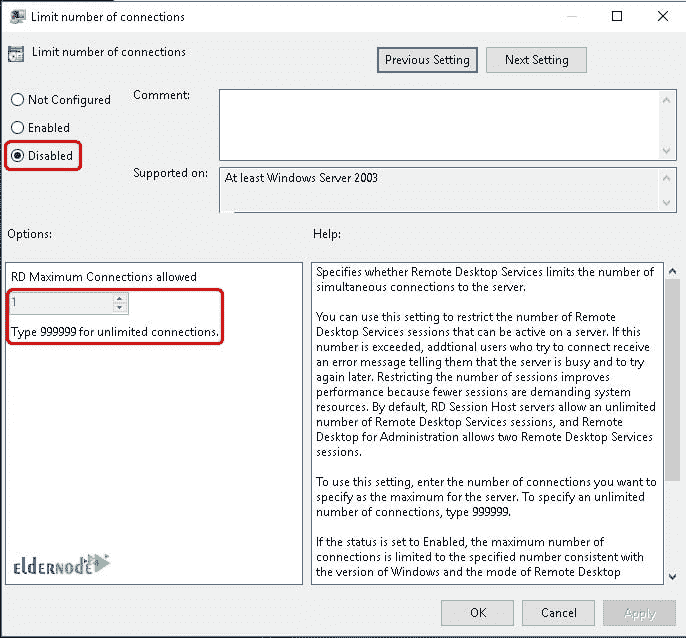 Limit number of connections
Limit number of connections
Previous Setting
Next Setting
Not Configured
Enabled
Disabled
Comment:
Supported on:
At least Windows Server 2003
Options:
Help:
RD Maximum Connections allowed
1
Type 999999 for unlimited connections.
Specifies whether Remote Desktop Services limits the number of
simultaneous connections to the server.
You can use this setting to restrict the number of Remote
Desktop Services sessions that can be active on a server. If this
number is exceeded, addtional users who try to connect receive
an error message telling them that the server is busy and to try
again later. Restricting the number of sessions improves
performance because fewer sessions are demanding system
resources. By default, RD Session Host servers allow an unlimited
number of Remote Desktop Services sessions, and Remote
Desktop for Administration allows two Remote Desktop Services
sessions.
To use this setting, enter the number of connections you want to
specify as the maximum for the server. To specify an unlimited
number of connections, type 999999.
If the status is set to Enabled, the maximum number of
connections is limited to the specified number consistent with
the version of Windows and the mode of Remote Desktop
eldernode
OK
Cancel
Apply